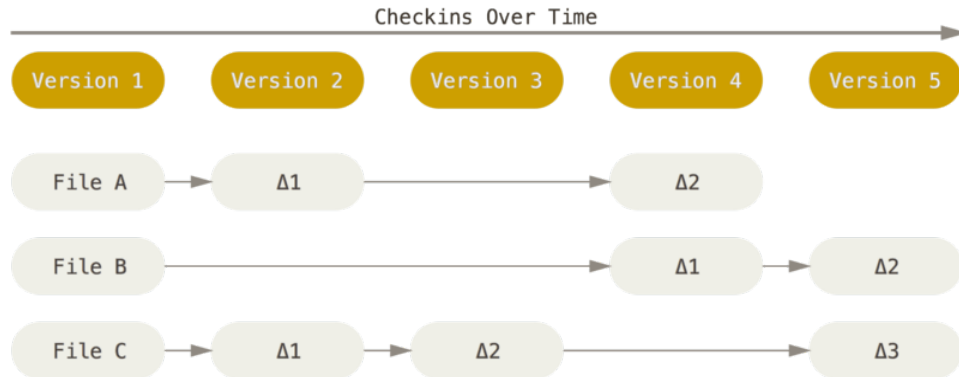 Checkins Over Time
Version 1 Version 2 Version 3 Version 4 Version 5
File A Δ1 Δ2
File B Δ1 Δ2
File C Δ1 Δ2 Δ3